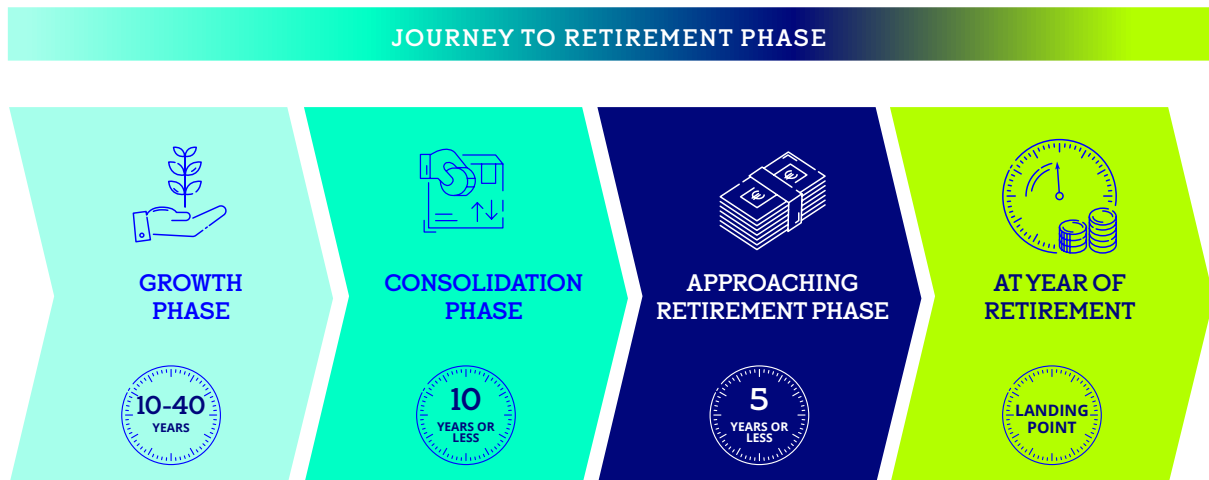 JOURNEY TO RETIREMENT PHASE
GROWTH
PHASE
10-40
YEARS
CONSOLIDATION
PHASE
10
YEARS OR
LESS
APPROACHING
RETIREMENT PHASE
5
YEARS OR
LESS
AT YEAR OF
RETIREMENT
LANDING
POINT